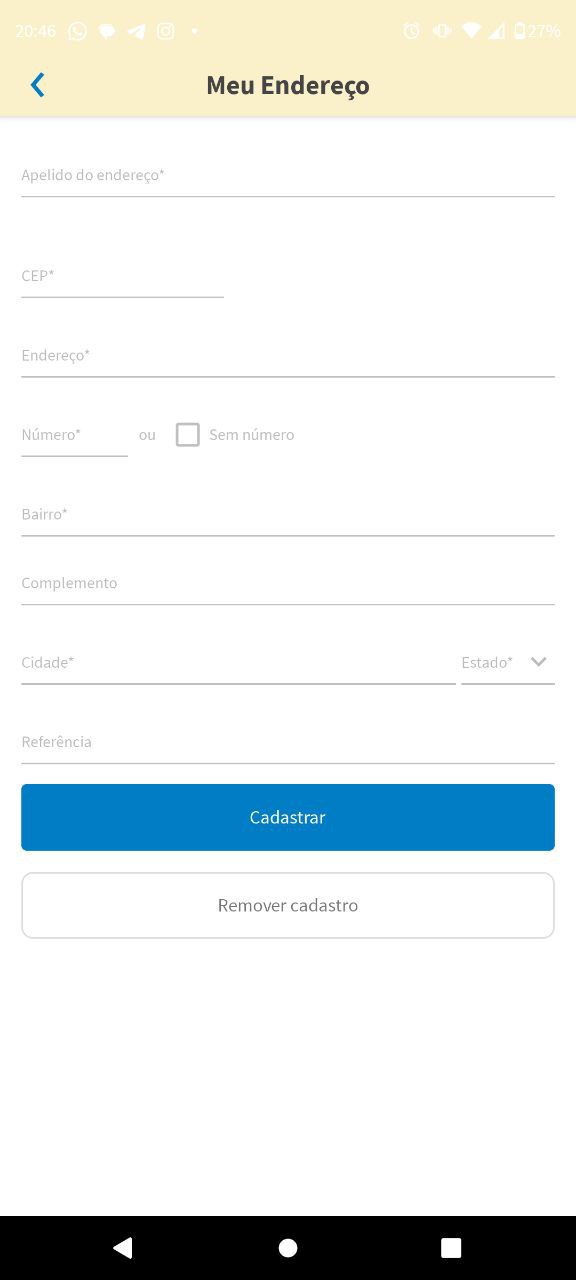 20:46 27%
Meu Endereço
Apelido do endereço*
CEP*
Endereço*
Número* ou Sem número
Bairro*
Complemento
Cidade* Estado*
Referência
Cadastrar
Remover cadastro